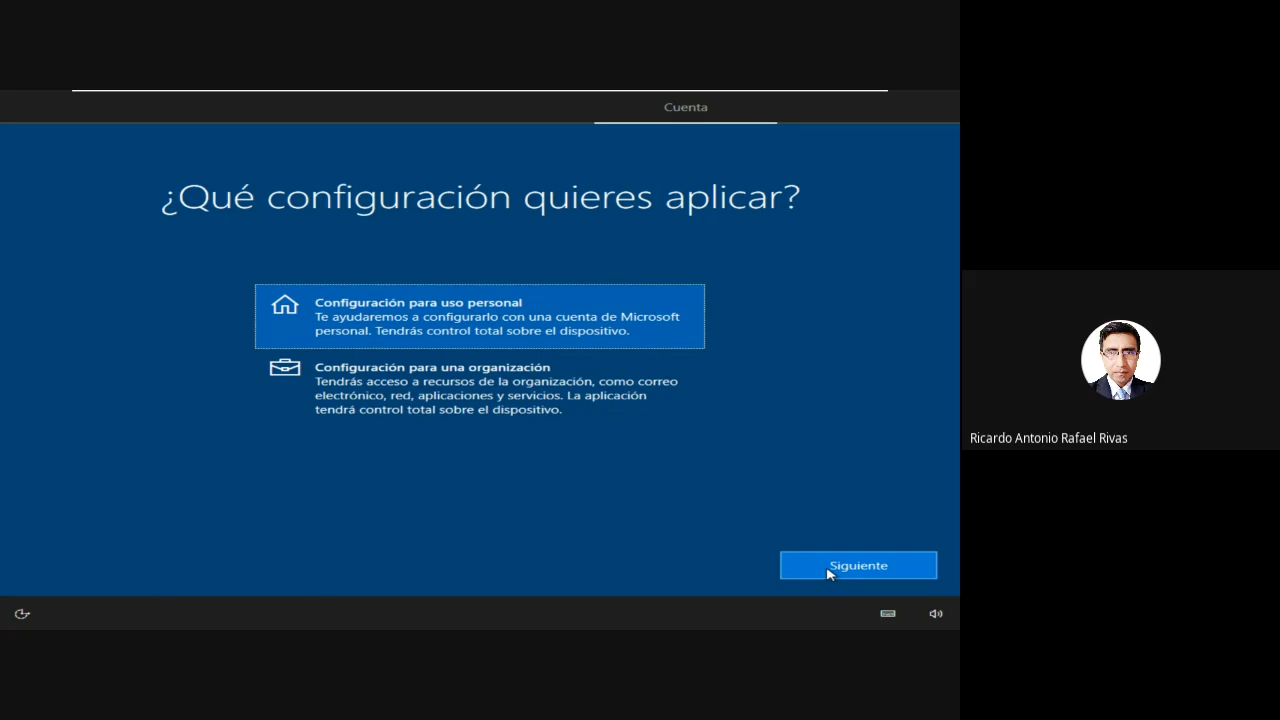 Cuenta
¿Qué configuración quieres aplicar?
Configuración para uso personal
Te ayudaremos a configurarlo con una cuenta de Microsoft
personal. Tendrás control total sobre el dispositivo.
Configuración para una organización
Tendrás acceso a recursos de la organización, como correo
electrónico, red, aplicaciones y servicios. La aplicación
tendrá control total sobre el dispositivo.
Siguiente
Ricardo Antonio Rafael Rivas